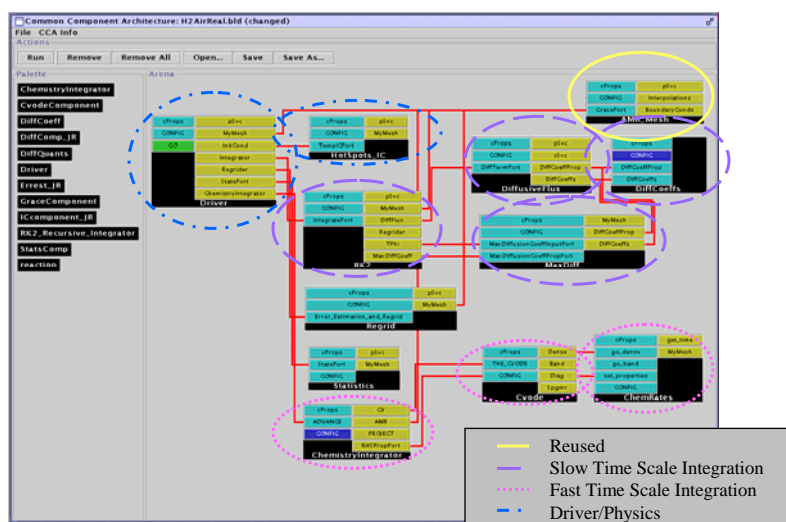 Common Component Architecture: H2AirReal.bld (changed)
File CCA Info
Actions
Run Remove Remove All Open... Save Save As...
Palette
Arena
ChemistryIntegrator
CvodeComponent
DiffCoeff
DiffComp_JR
DiffQuants
Driver
Errest_JR
GraceComponent
ICcomponent_JR
RK2_Recursive_Integrator
StatsComp
reaction
cProps pSvc
CONFIG MyMesh
GO InitCond
Integrator
Regrider
StatsPort
ChemistryIntegrator
Driver
cProps pSvc
CONFIG MyMesh
TempICPort
HotSpots_IC
cProps pSvc
CONFIG Interpolations
GracePort BoundaryConds
AMR_Mesh
cProps pSvc
CONFIG cSvc
DiffTermPort DiffCoeffProp
DiffCoeffs
DiffusiveFlux
cProps
CONFIG
DiffCoeffProp
DiffCoeffs
DiffCoeffs
cProps pSvc
CONFIG MyMesh
IntegratePort DiffFlux
Regrider
TPhi
MaxDiffCoeff
RK2
cProps MyMesh
CONFIG DiffCoeffProp
MaxDiffusionCoeffInputPort DiffCoeffs
MaxDiffusionCoeffPropPort
MaxDiff
cProps pSvc
CONFIG MyMesh
Error_Estimation_and_Regrid
Regrid
cProps pSvc
StatsPort MyMesh
CONFIG
Statistics
cProps Dense
THE_CVODE Band
CONFIG Diag
Spgmr
Cvode
cProps get_time
go_dense MyMesh
go_band
set_properties
CONFIG
ChemRates
cProps CV
ADVANCE AMR
CONFIG PROJECT
RHSPropPort
ChemistryIntegrator
Reused
Slow Time Scale Integration
Fast Time Scale Integration
Driver/Physics